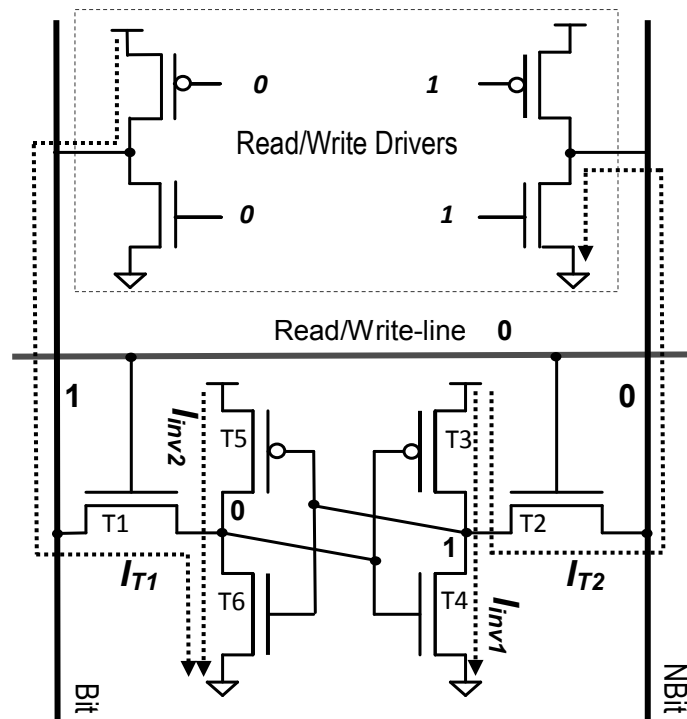 0 1
Read/Write Drivers
0 1
Read/Write-line 0
1 0
Iinv2
T5 T3
0
T1 1 T2
IT1 T6 T4 IT2
Iinv1
Bit NBit